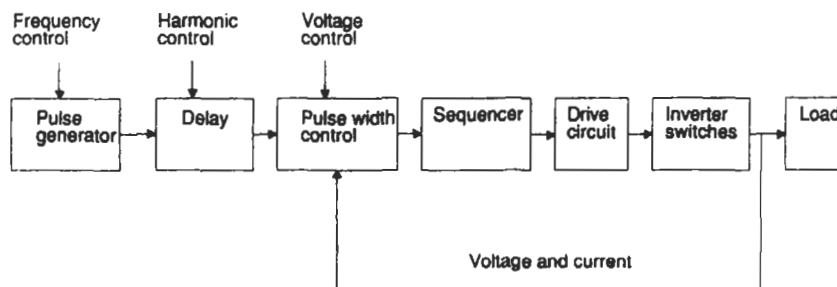 Frequency
control
Harmonic
control
Voltage
control
Pulse
generator
Delay
Pulse width
control
Sequencer
Drive
circuit
Inverter
switches
Load
Voltage and current